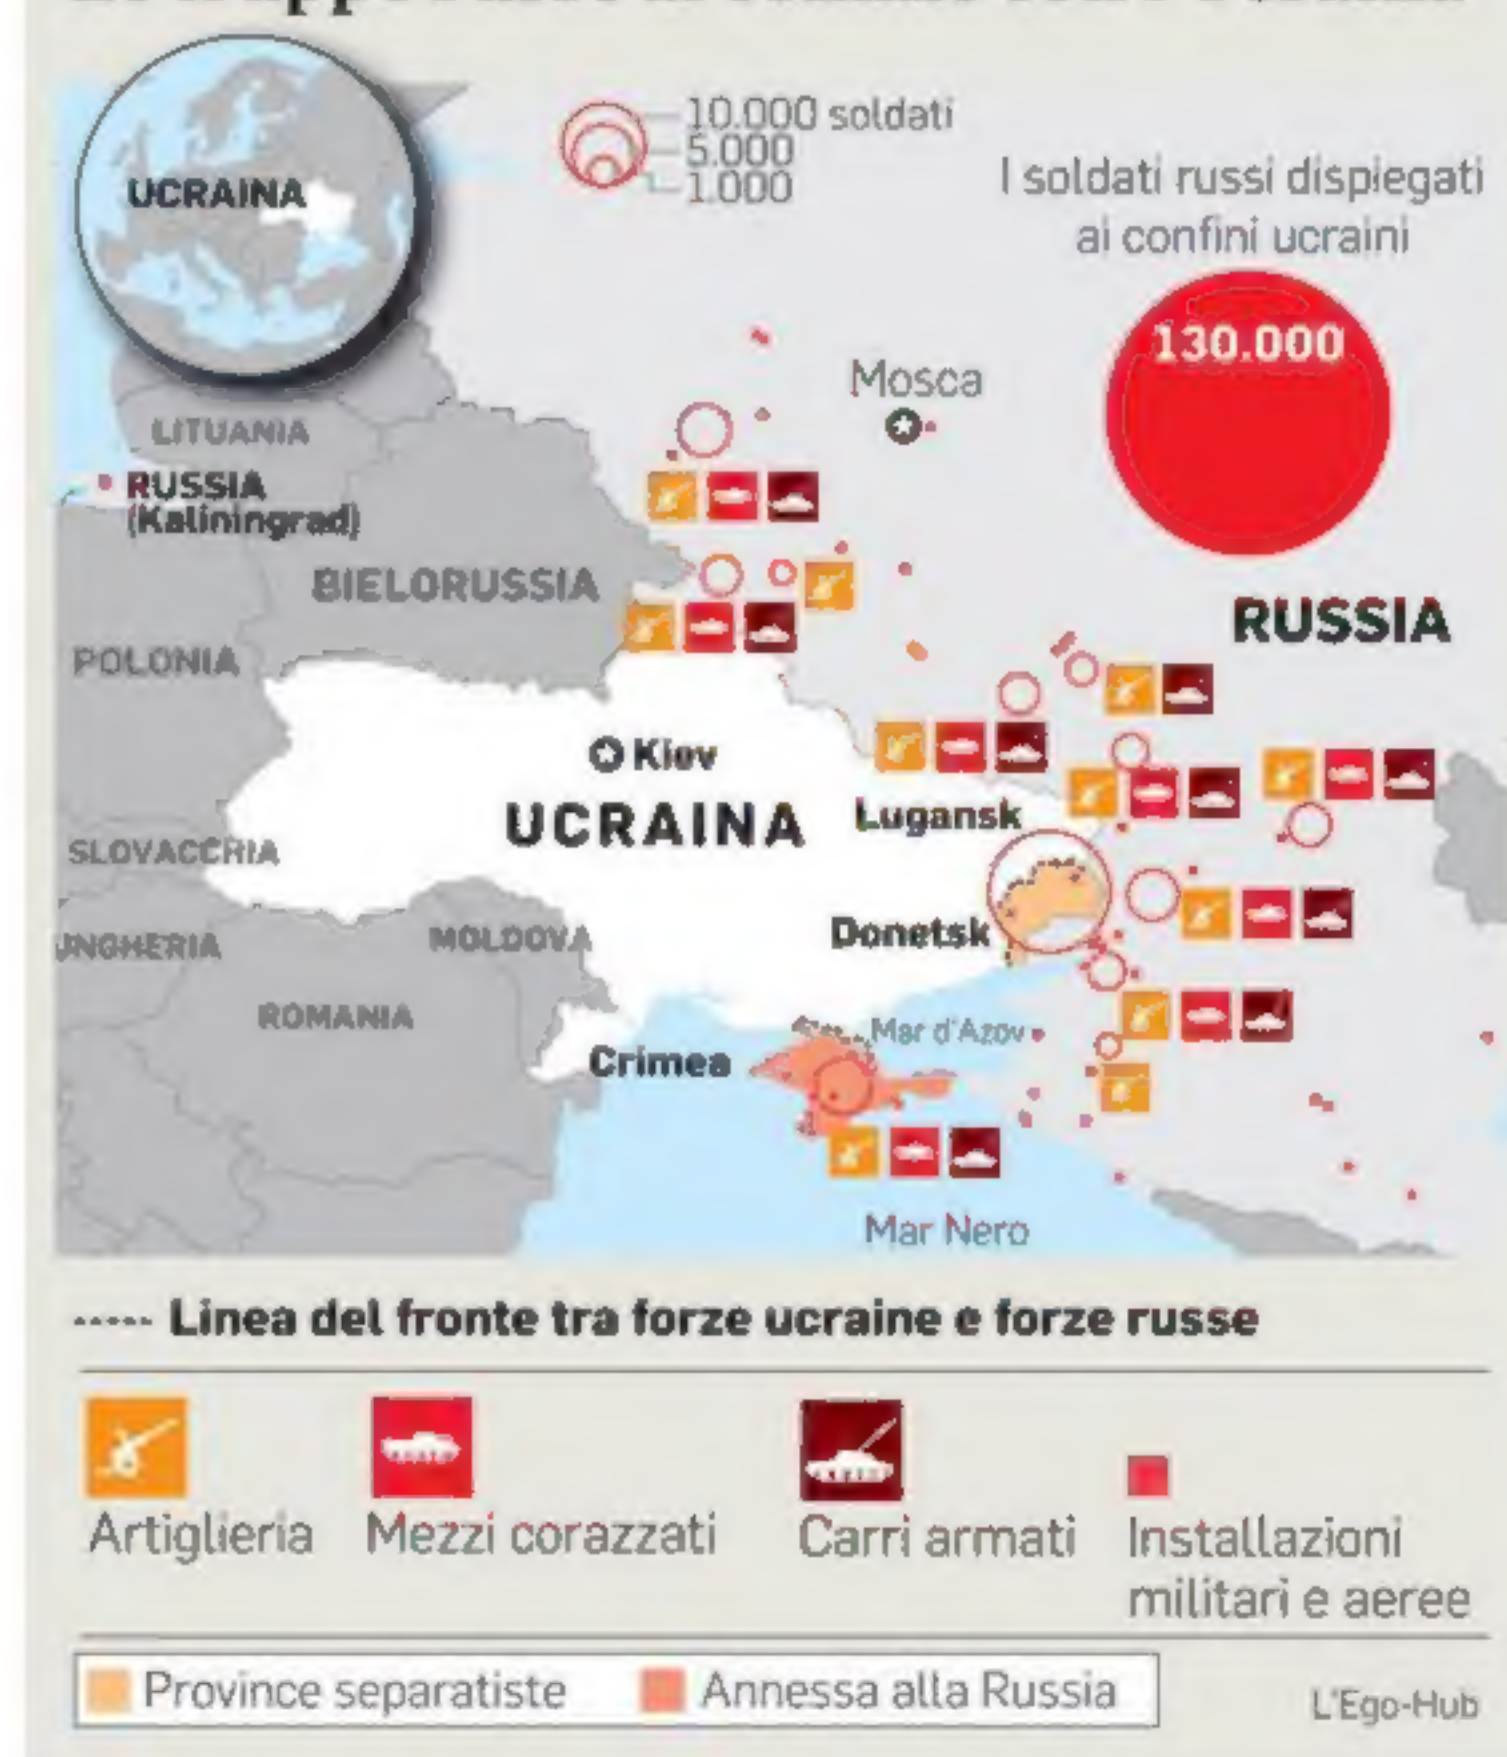 10.000 soldati
5.000
1.000
I soldati russi dispiegati
ai confini ucraini
130.000
UCRAINA
Mosca
LITUANIA
RUSSIA
(Kaliningrad)
BIELORUSSIA
RUSSIA
POLONIA
Kiev
UCRAINA
Lugansk
SLOVACCHIA
Donetsk
UNGHERIA
MOLDOVA
ROMANIA
Mar d'Azov
Crimea
Mar Nero
Linea del fronte tra forze ucraine e forze russe
Artiglieria
Mezzi corazzati
Carri armati
Installazioni
militari e aeree
Province separatiste
Annessa alla Russia
L'Ego-Hub